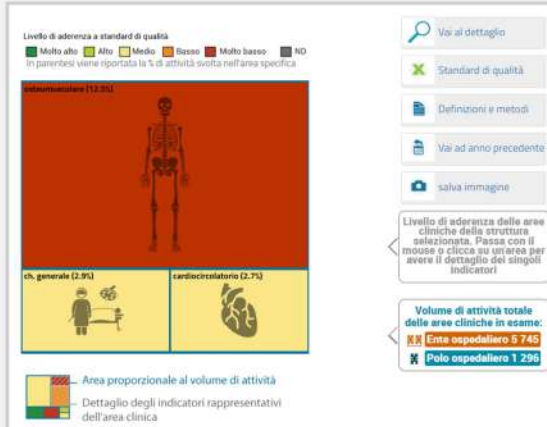 Livello di aderenza a standard di qualità
Molto alto Alto Medio Basso Molto basso ND
In parentesi viene riportata la % di attività svolta nell'area specifica
osteomuscolare (12.5%)
ch. generale (2.9%)
cardiocircolatorio (2.7%)
Area proporzionale al volume di attività
Dettaglio degli indicatori rappresentativi
dell'area clinica
Vai al dettaglio
Standard di qualità
Definizioni e metodi
Vai ad anno precedente
salva immagine
Livello di aderenza delle aree
cliniche della struttura
selezionata. Passa con il
mouse o clicca su un'area per
avere il dettaglio dei singoli
indicatori
Volume di attività totale
delle aree cliniche in esame:
Ente ospedaliero 5 745
Polo ospedaliero 1 296